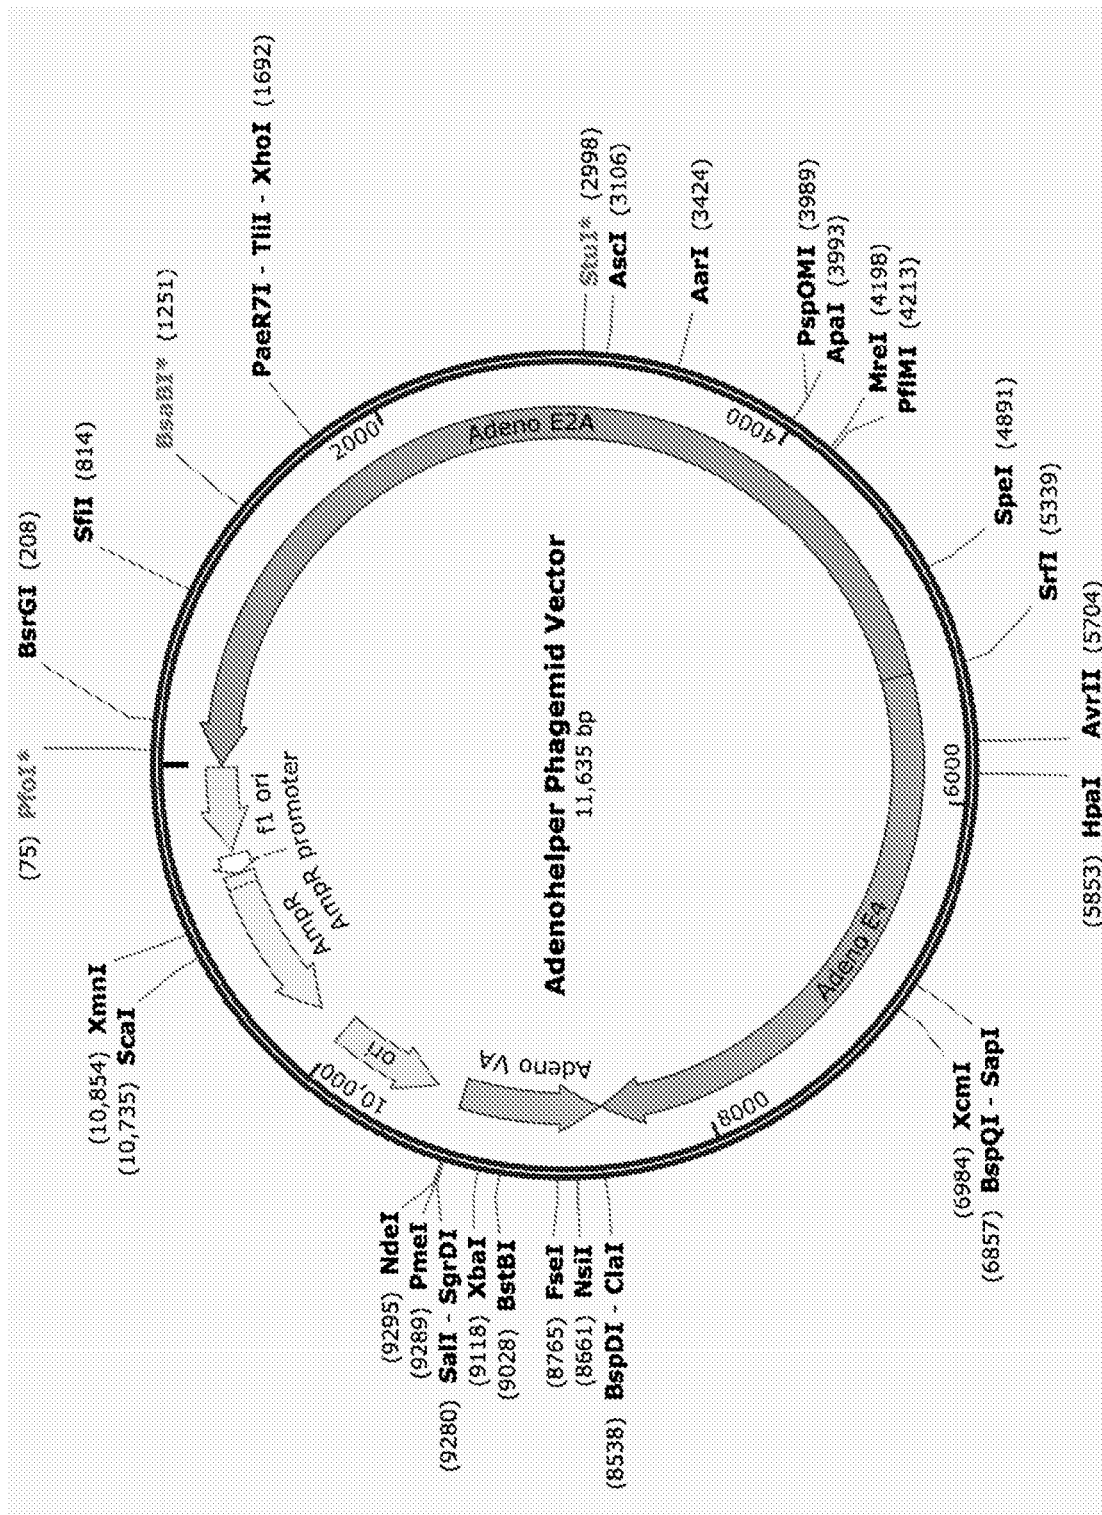 (75) PfoI*
BsrGI (208)
SfiI (814)
BsaBI* (1251)
PaeR7I - TliI - XhoI (1692)
StuI* (2998)
AscI (3106)
AarI (3424)
PspOMI (3989)
ApaI (3993)
MreI (4198)
PflMI (4213)
SpeI (4891)
SrfI (5339)
AvrII (5704)
(5853) HpaI
(6857) BspQI - SapI
(6984) XcmI
(8538) BspDI - ClaI
(8661) NsiI
(8765) FseI
(9028) BstBI
(9118) XbaI
(9280) SalI - SgrDI
(9289) PmeI
(9295) NdeI
(10,735) ScaI
(10,854) XmnI
2000
4000
6000
8000
10,000
Adeno E2A
Adeno E4
Adeno VA
ori
AmpR
AmpR promoter
f1 ori
Adenohelper Phagemid Vector
11,635 bp